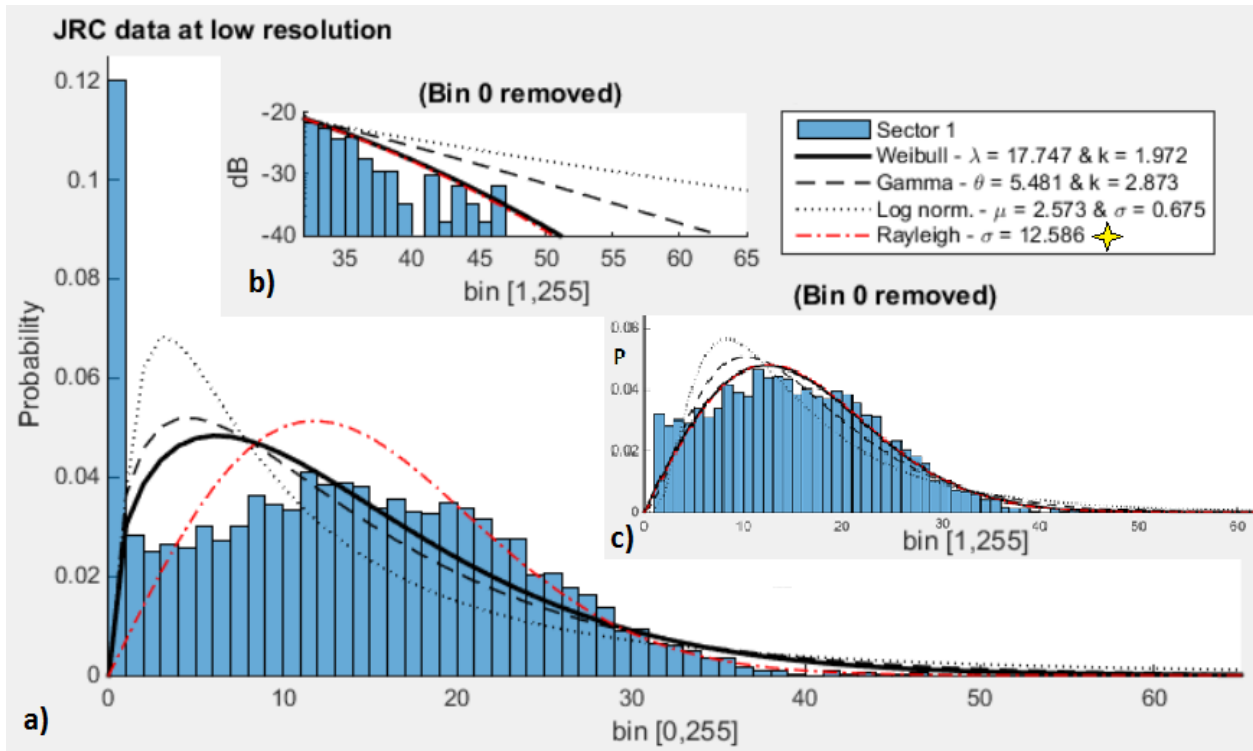 JRC data at low resolution
(Bin 0 removed)
-20
-30
-40
dB
35 40 45 50 55 60 65
bin [1,255]
b)
Sector 1
Weibull - λ = 17.747 & k = 1.972
Gamma - θ = 5.481 & k = 2.873
Log norm. - μ = 2.573 & σ = 0.675
Rayleigh - σ = 12.586
(Bin 0 removed)
0.06
P
0.04
0.02
0
0 10 20 30 40 50 60
bin [1,255]
c)
0.12
0.1
0.08
0.06
0.04
0.02
0
Probability
0 10 20 30 40 50 60
bin [0,255]
a)